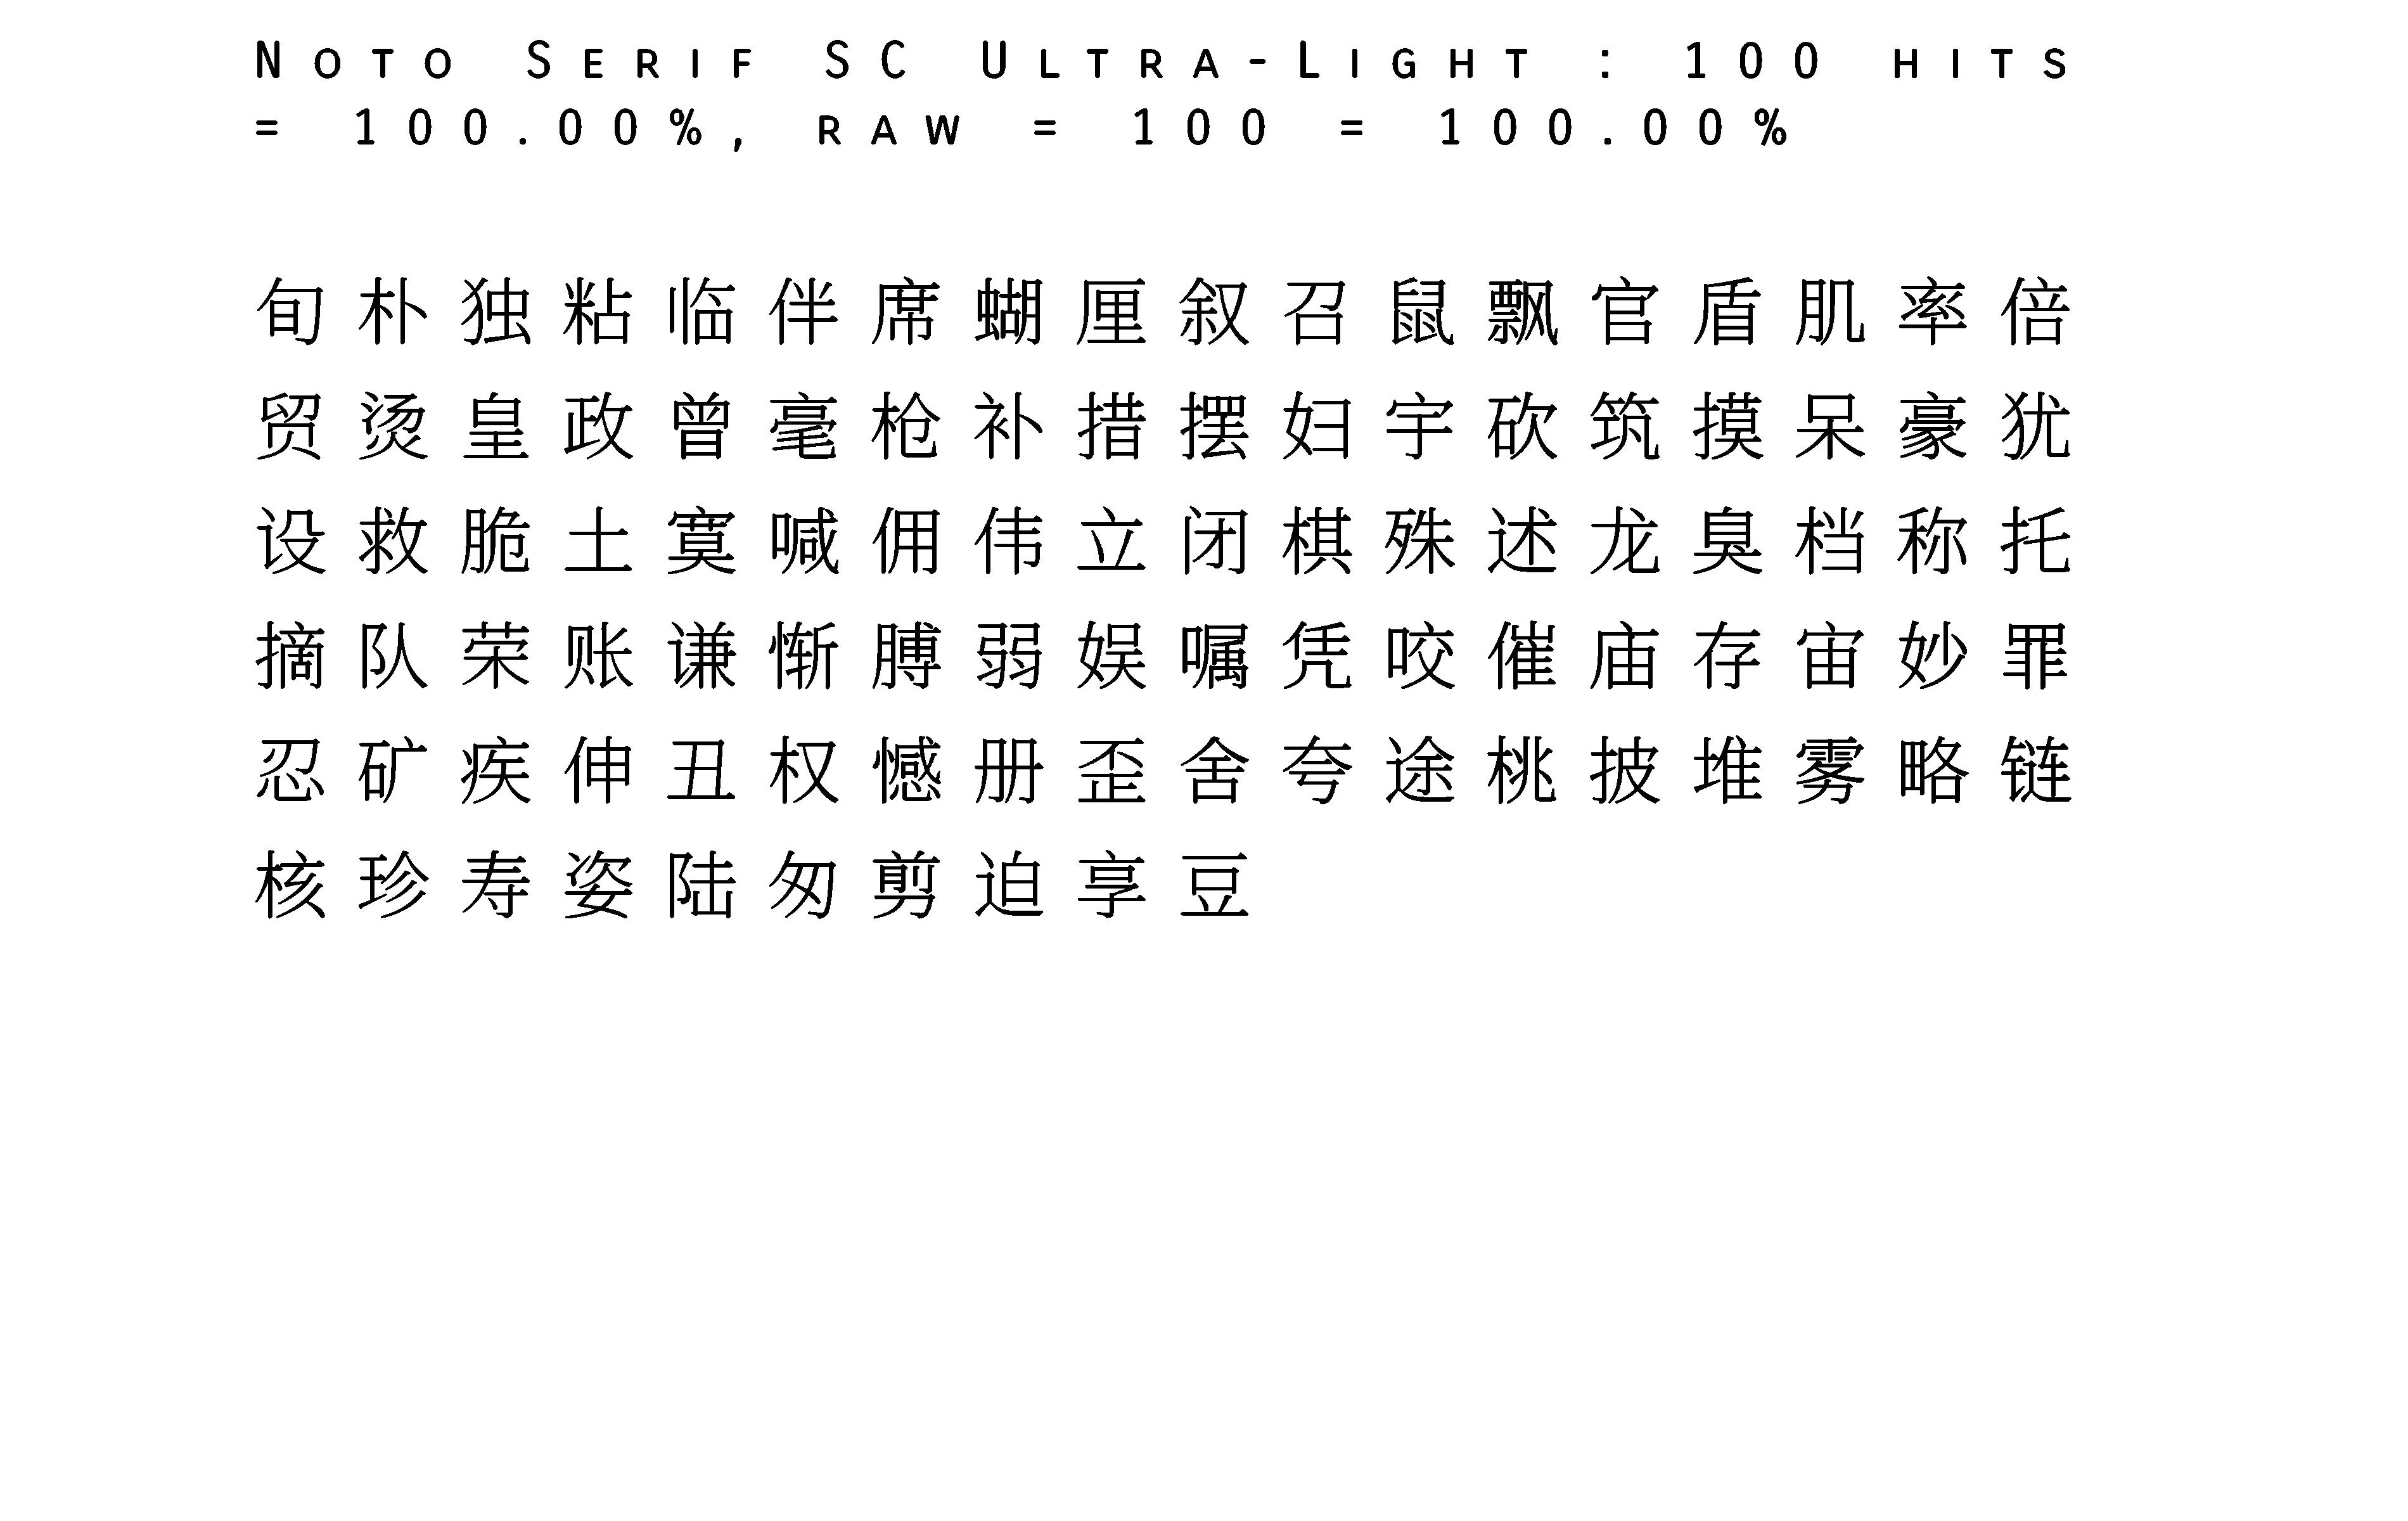 Noto Serif SC Ultra-Light : 100 hits
= 100.00%, raw = 100 = 100.00%
旬朴独粘临伴席蝴厘叙召鼠飘官盾肌率倍
贸烫皇政曾毫枪补措摆妇宇砍筑摸呆豪犹
设救脆土寞喊佣伟立闭棋殊述龙臭档称托
摘队荣账谦惭膊弱娱嘱凭咬催庙存宙妙罪
忍矿疾伸丑权憾册歪舍夸途桃披堆雾略链
核珍寿姿陆匆剪迫享豆